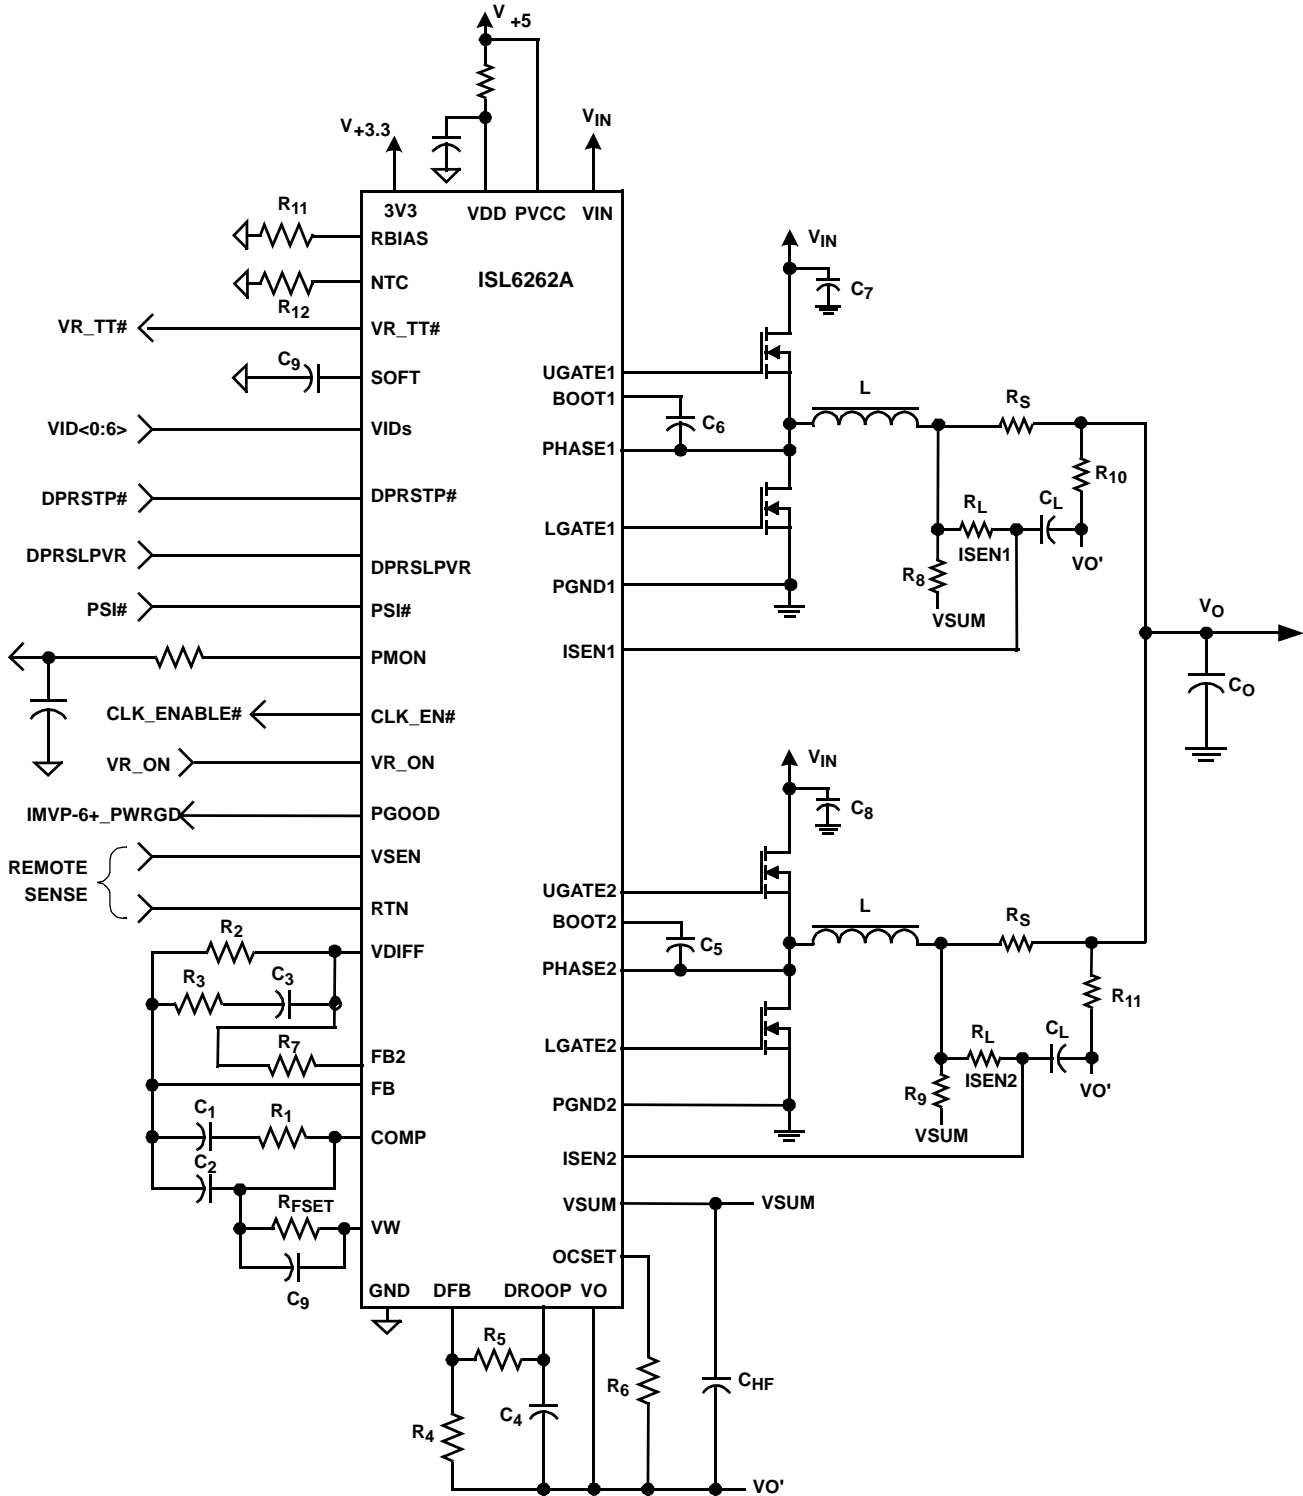 V+5
V+3.3
VIN
R11
3V3
VDD
PVCC
VIN
RBIAS
NTC
R12
ISL6262A
VR_TT#
VR_TT#
C9
SOFT
VID<0:6>
VIDs
DPRSTP#
DPRSTP#
DPRSLPVR
DPRSLPVR
PSI#
PSI#
PMON
CLK_ENABLE#
CLK_EN#
VR_ON
VR_ON
IMVP-6+_PWRGD
PGOOD
REMOTE
SENSE
VSEN
RTN
R2
VDIFF
R3
C3
R7
FB2
FB
C1
R1
COMP
C2
RFSET
VW
C9
GND
DFB
DROOP
VO
R5
R4
C4
R6
CHF
VO'
VIN
C7
UGATE1
BOOT1
C6
PHASE1
L
RS
R10
LGATE1
RL
CL
ISEN1
VO'
R8
VSUM
PGND1
ISEN1
VO
CO
VIN
C8
UGATE2
BOOT2
C5
PHASE2
L
RS
R11
LGATE2
RL
CL
ISEN2
VO'
R9
VSUM
PGND2
ISEN2
VSUM
VSUM
OCSET